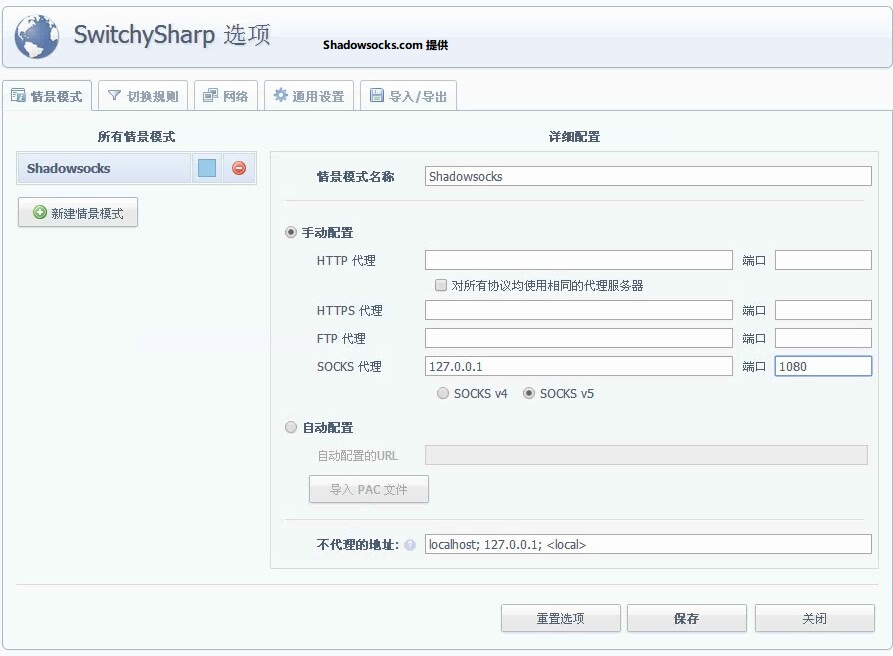 SwitchySharp 选项
Shadowsocks.com 提供
情景模式 切换规则 网络 通用设置 导入/导出
所有情景模式
Shadowsocks
新建情景模式
详细配置
情景模式名称 Shadowsocks
手动配置
HTTP 代理 端口
对所有协议均使用相同的代理服务器
HTTPS 代理 端口
FTP 代理 端口
SOCKS 代理 127.0.0.1 端口 1080
SOCKS v4 SOCKS v5
自动配置
自动配置的URL
导入 PAC 文件
不代理的地址: ? localhost; 127.0.0.1; <local>
重置选项 保存 关闭